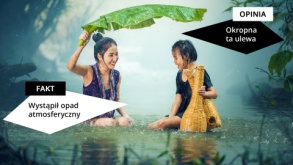 OPINIA
Okropna
ta ulewa
FAKT
Wystąpił opad
atmosferyczny